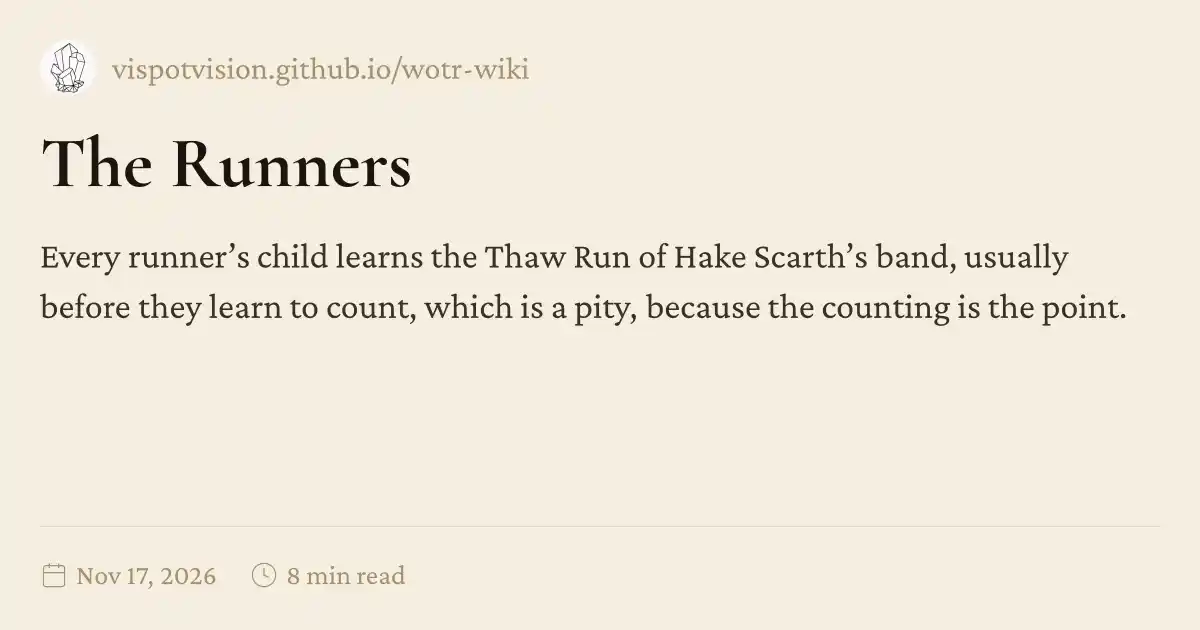 vispotvision.github.io/wotr-wiki
The Runners
Every runner’s child learns the Thaw Run of Hake Scarth’s band, usually
before they learn to count, which is a pity, because the counting is the point.
Nov 17, 2026
8 min read